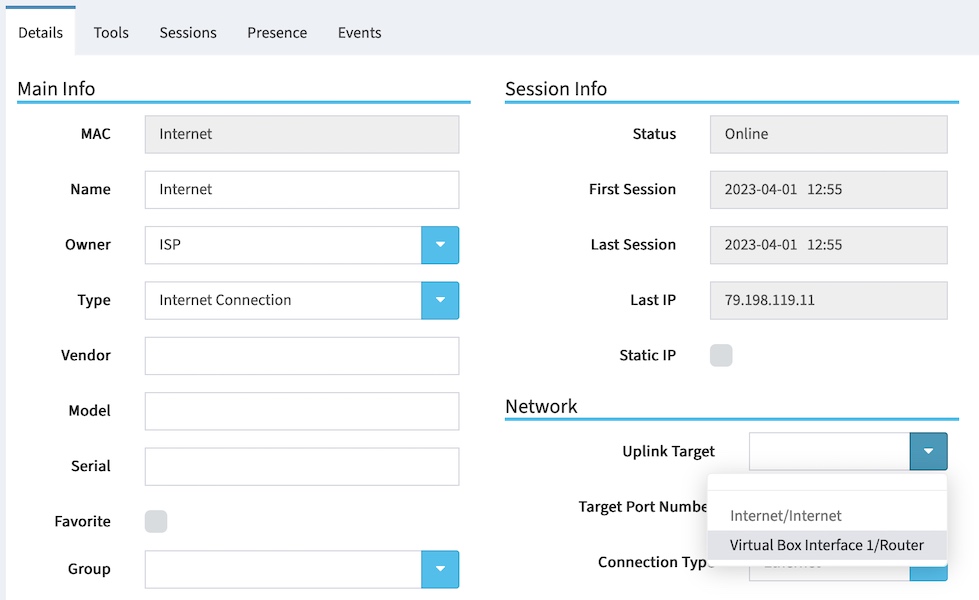 Details Tools Sessions Presence Events
Main Info
MAC Internet
Name Internet
Owner ISP
Type Internet Connection
Vendor
Model
Serial
Favorite
Group
Session Info
Status Online
First Session 2023-04-01 12:55
Last Session 2023-04-01 12:55
Last IP 79.198.119.11
Static IP
Network
Uplink Target
Target Port Numbe
Internet/Internet
Virtual Box Interface 1/Router
Connection Typ